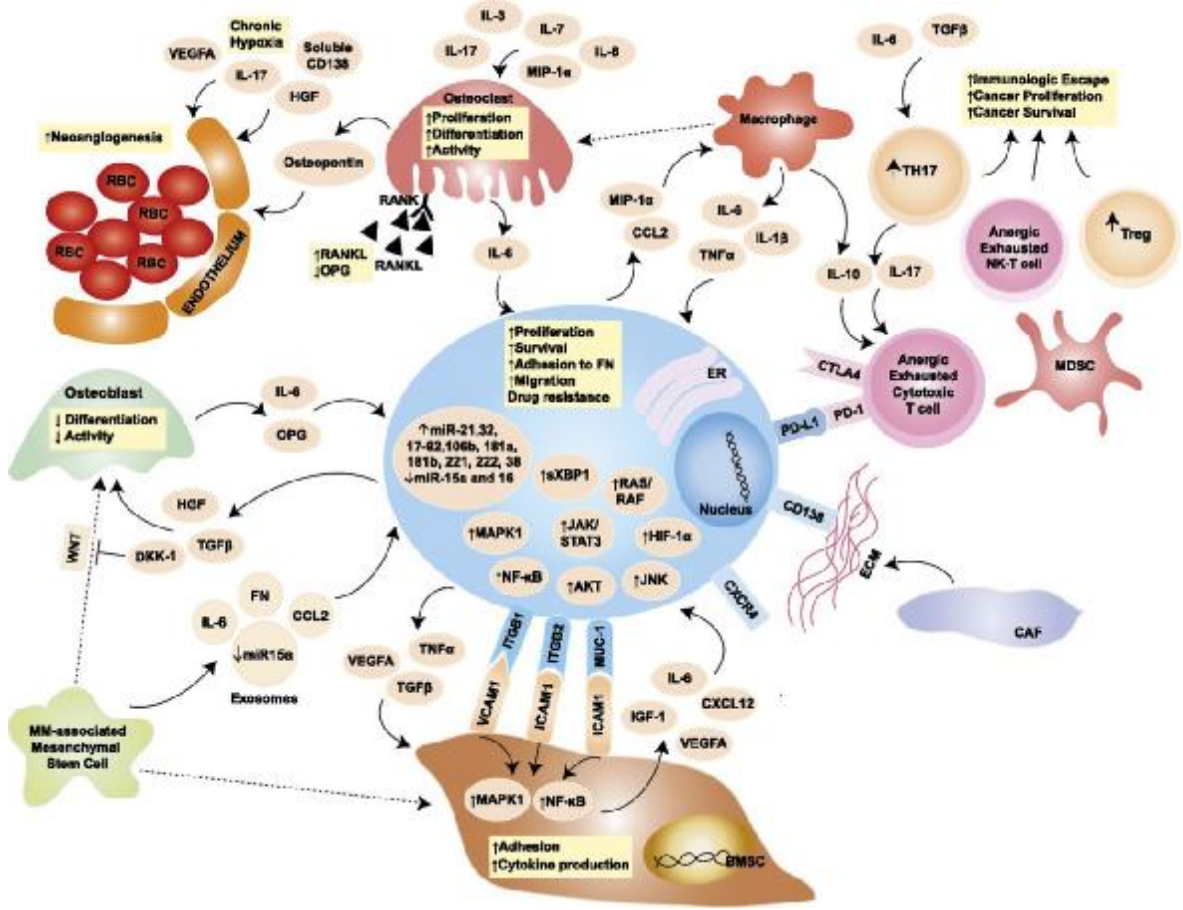 IL-3
IL-7
IL-17
IL-6
MIP-1α
Chronic
Hypoxia
VEGFA
IL-17
Soluble
CD138
HGF
↑Neoangiogenesis
RBC
RBC
RBC
RBC
ENDOTHELIUM
Osteopontin
Osteoclast
↑Proliferation
↑Differentiation
↑Activity
RANK
RANKL
↑RANKL
↓OPG
IL-6
Macrophage
MIP-1α
CCL2
IL-6
IL-1β
TNFα
IL-10
IL-17
IL-6
TGFβ
TH17
↑Immunologic Escape
↑Cancer Proliferation
↑Cancer Survival
Anergic
Exhausted
NK-T cell
↑
Treg
MDSC
Anergic
Exhausted
Cytotoxic
T cell
CTLA4
PD-1
PD-L1
↑Proliferation
↑Survival
↑Adhesion to FN
↑Migration
Drug resistance
ER
Nucleus
↑miR-21,32,
17-92,106b, 181a,
181b, 221, 222, 38
↓miR-15a and 16
↑sXBP1
↑RAS/
RAF
↑MAPK1
↑JAK/
STAT3
↑HIF-1α
↑NF-κB
↑AKT
↑JNK
CD138
CXCR4
ECM
CAF
Osteoblast
↓ Differentiation
↓ Activity
IL-6
OPG
HGF
TGFβ
DKK-1
WNT
FN
IL-6
CCL2
↓miR15a
Exosomes
MM-associated
Mesenchymal
Stem Cell
VEGFA
TNFα
TGFβ
ITGB1
ITGB2
MUC-1
VCAM1
ICAM1
ICAM1
IL-6
IGF-1
CXCL12
VEGFA
↑MAPK1
↑NF-κB
↑Adhesion
↑Cytokine production
BMSC